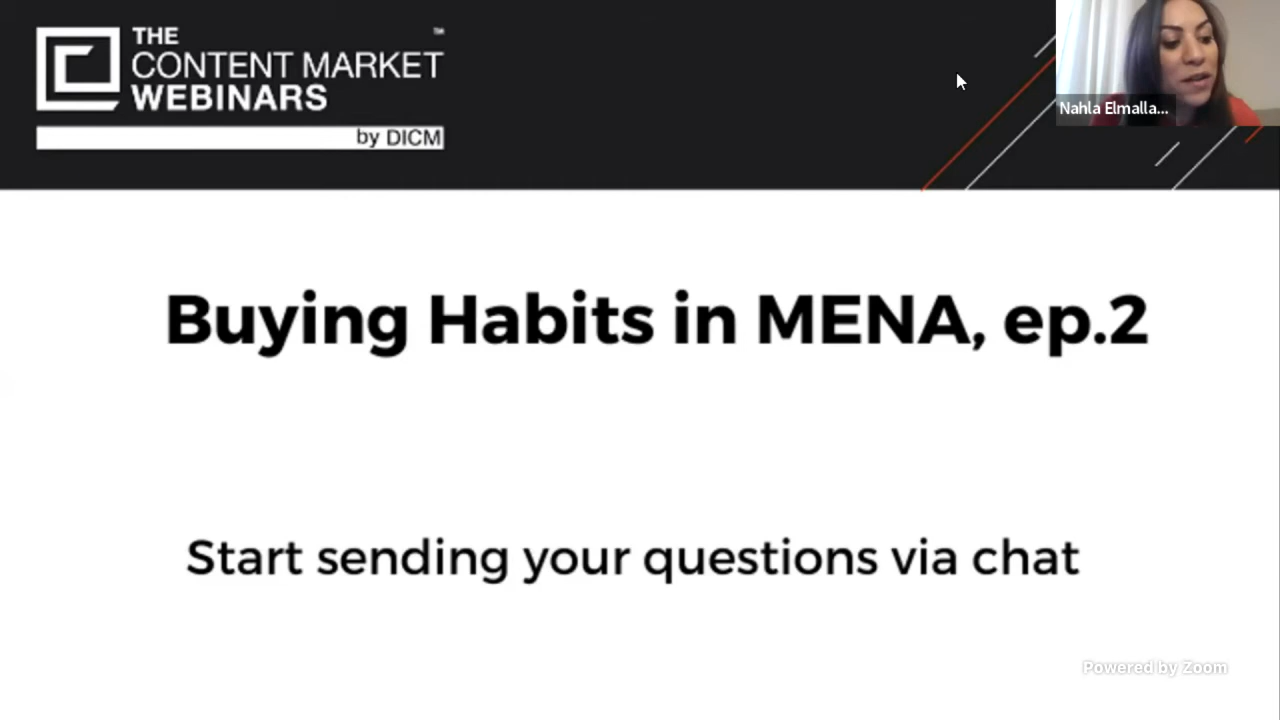 THE
CONTENT MARKET
WEBINARS
by DICM
™
Nahla Elmalla...
Buying Habits in MENA, ep.2
Start sending your questions via chat
Powered by Zoom